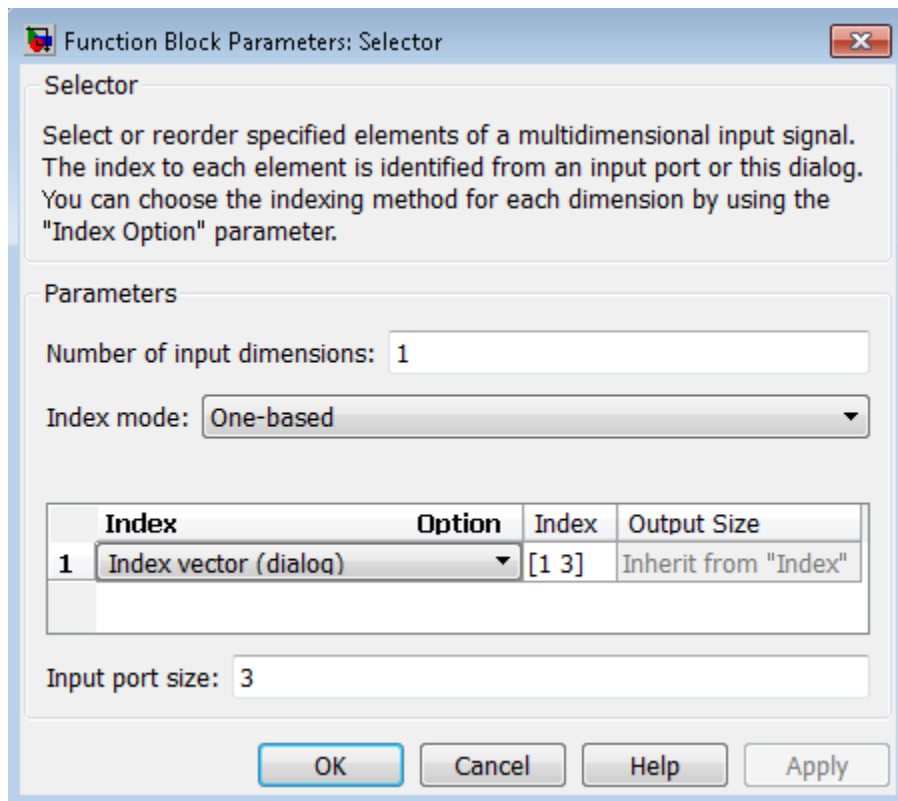 Function Block Parameters: Selector
Selector
Select or reorder specified elements of a multidimensional input signal.
The index to each element is identified from an input port or this dialog.
You can choose the indexing method for each dimension by using the
"Index Option" parameter.
Parameters
Number of input dimensions: 1
Index mode: One-based
Index Option Index Output Size
1 Index vector (dialog) [1 3] Inherit from "Index"
Input port size: 3
OK Cancel Help Apply